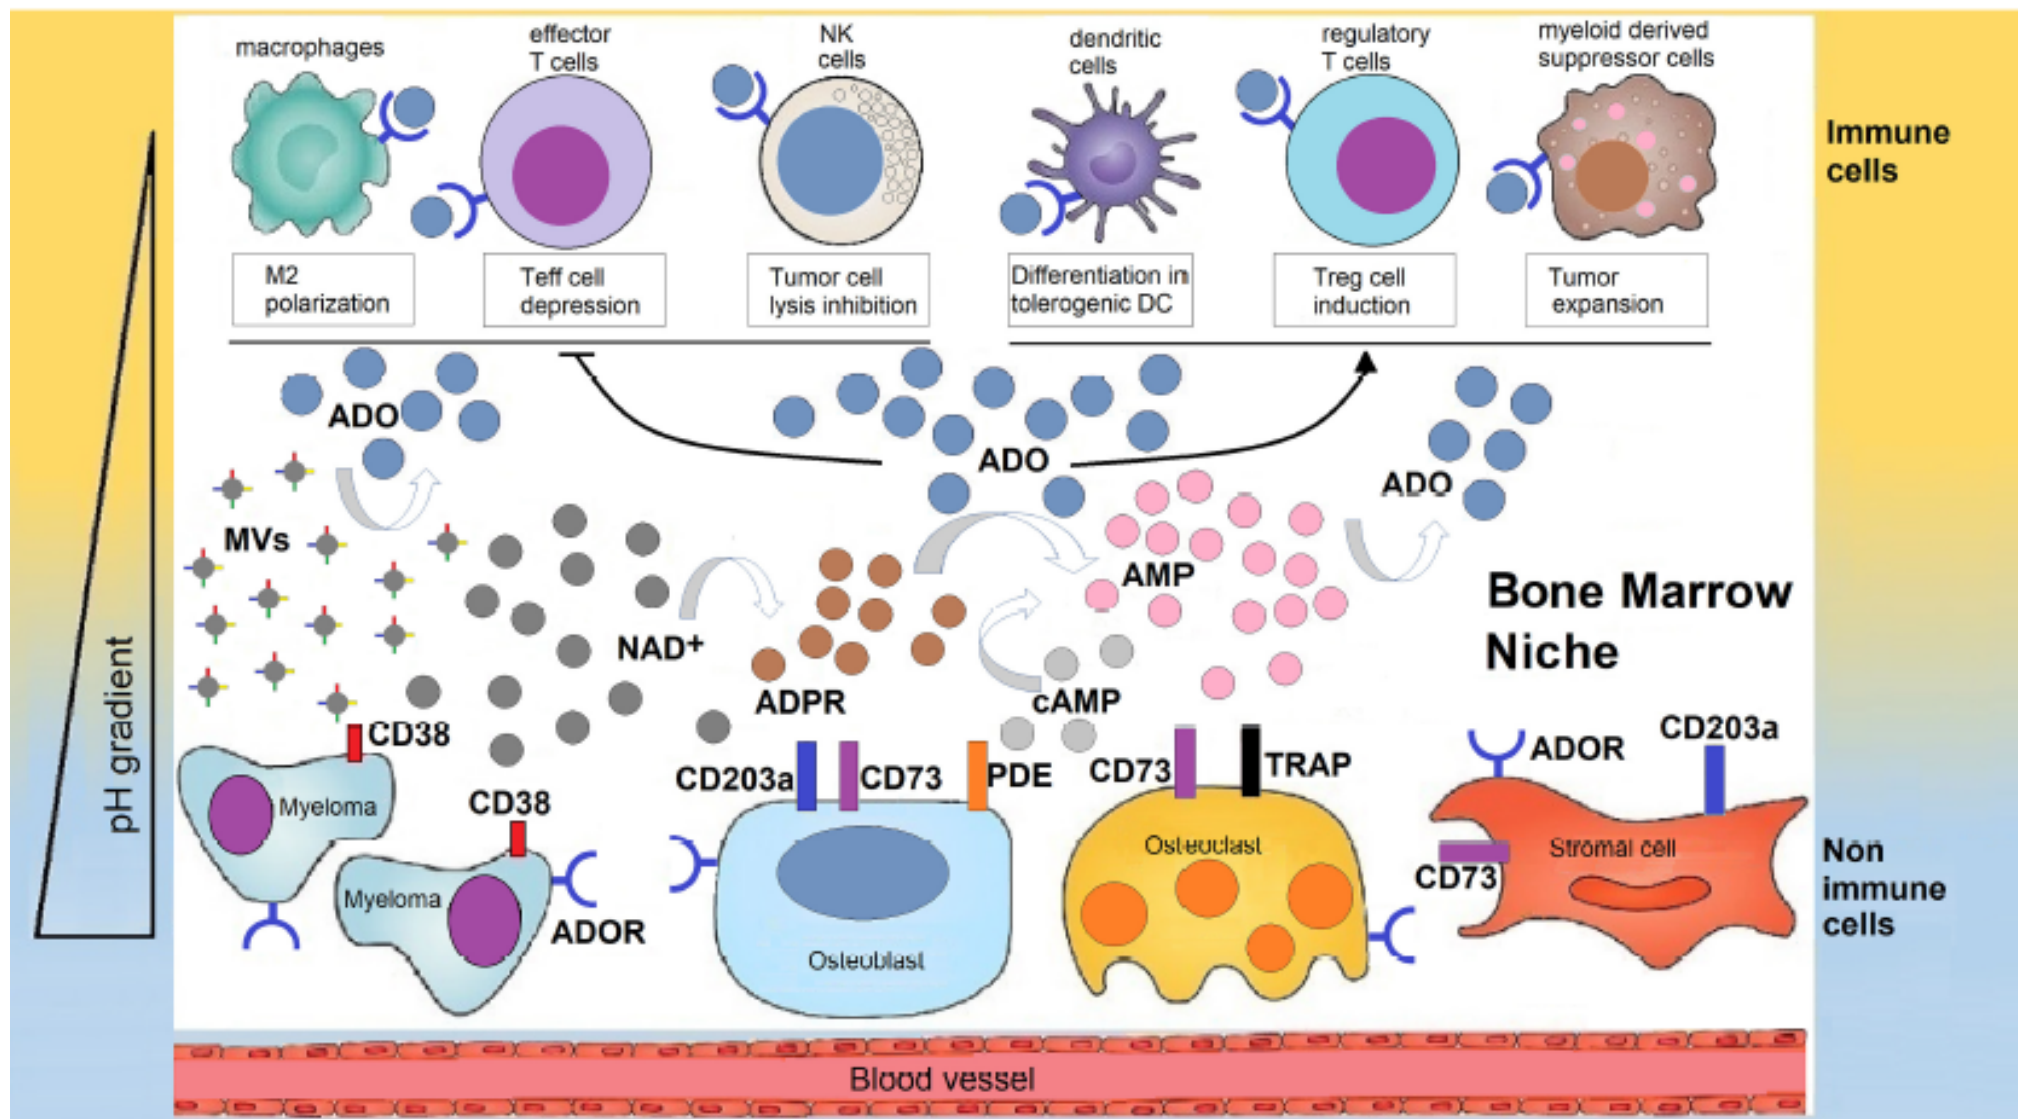 macrophages
effector
T cells
NK
cells
dendritic
cells
regulatory
T cells
myeloid derived
suppressor cells
Immune
cells
M2
polarization
Teff cell
depression
Tumor cell
lysis inhibition
Differentiation in
tolerogenic DC
Treg cell
induction
Tumor
expansion
ADO
ADO
ADO
MVs
AMP
NAD+
ADPR
cAMP
Bone Marrow
Niche
pH gradient
CD38
Myeloma
CD38
Myeloma
ADOR
CD203a
CD73
PDE
Osteoblast
CD73
TRAP
Osteoclast
ADOR
CD203a
Stromal cell
CD73
Non
immune
cells
Blood vessel